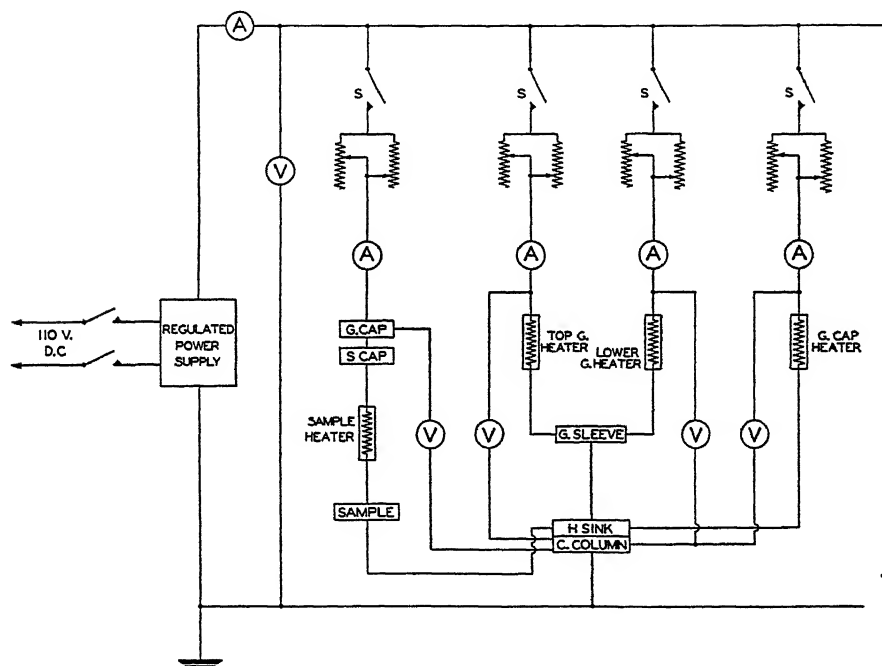 A
S
S
S
S
V
A
A
A
A
110 V.
D.C
REGULATED
POWER
SUPPLY
G.CAP
S CAP
TOP G.
HEATER
LOWER
G.HEATER
G. CAP
HEATER
SAMPLE
HEATER
V
V
G.SLEEVE
V
V
SAMPLE
H SINK
C. COLUMN